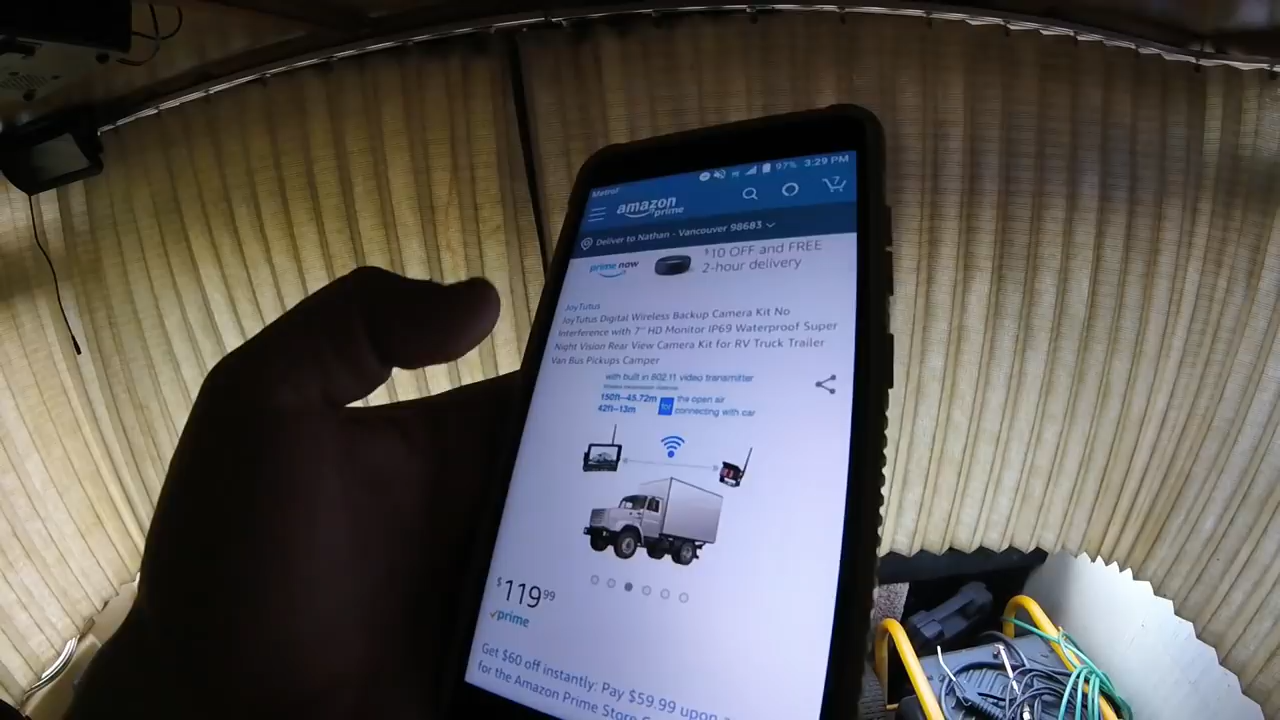 MetroP 97% 3:29 PM
amazon prime 7
Deliver to Nathan - Vancouver 98683
prime now $10 OFF and FREE
2-hour delivery
JoyTutus
JoyTutus Digital Wireless Backup Camera Kit No
Interference with 7" HD Monitor IP69 Waterproof Super
Night Vision Rear View Camera Kit for RV Truck Trailer
Van Bus Pickups Camper
with built in 802.11 video transmitter
150ft-45.72m for the open air
42ft-13m connecting with car
$119.99
prime
Get $60 off instantly: Pay $59.99 upon
for the Amazon Prime Store